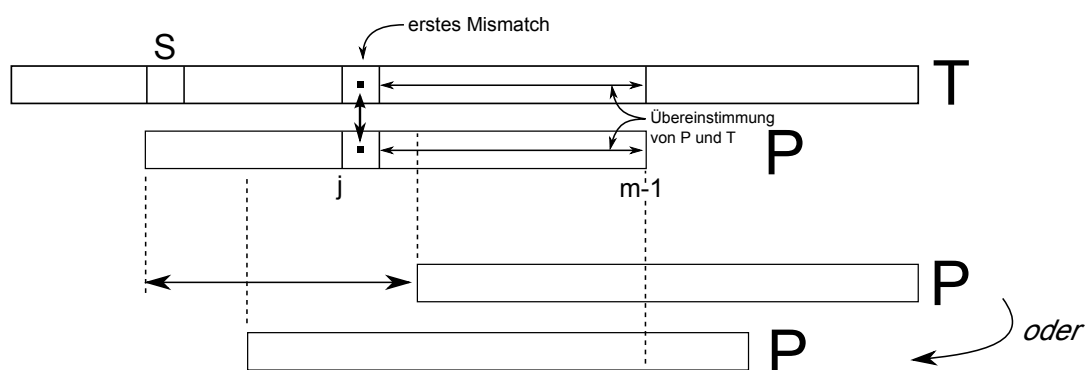 erstes Mismatch
S
T
Übereinstimmung
von P und T
P
j
m-1
P
oder
P